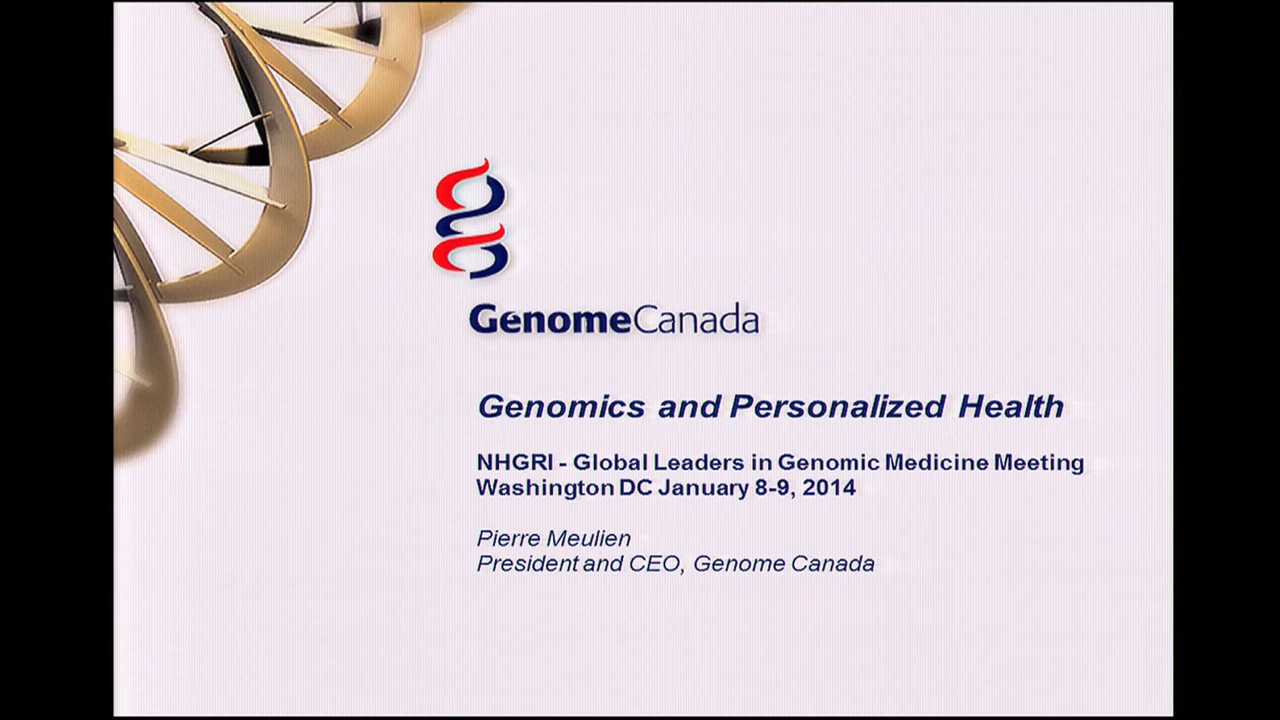 GenomeCanada
Genomics and Personalized Health
NHGRI - Global Leaders in Genomic Medicine Meeting
Washington DC January 8-9, 2014
Pierre Meulien
President and CEO, Genome Canada